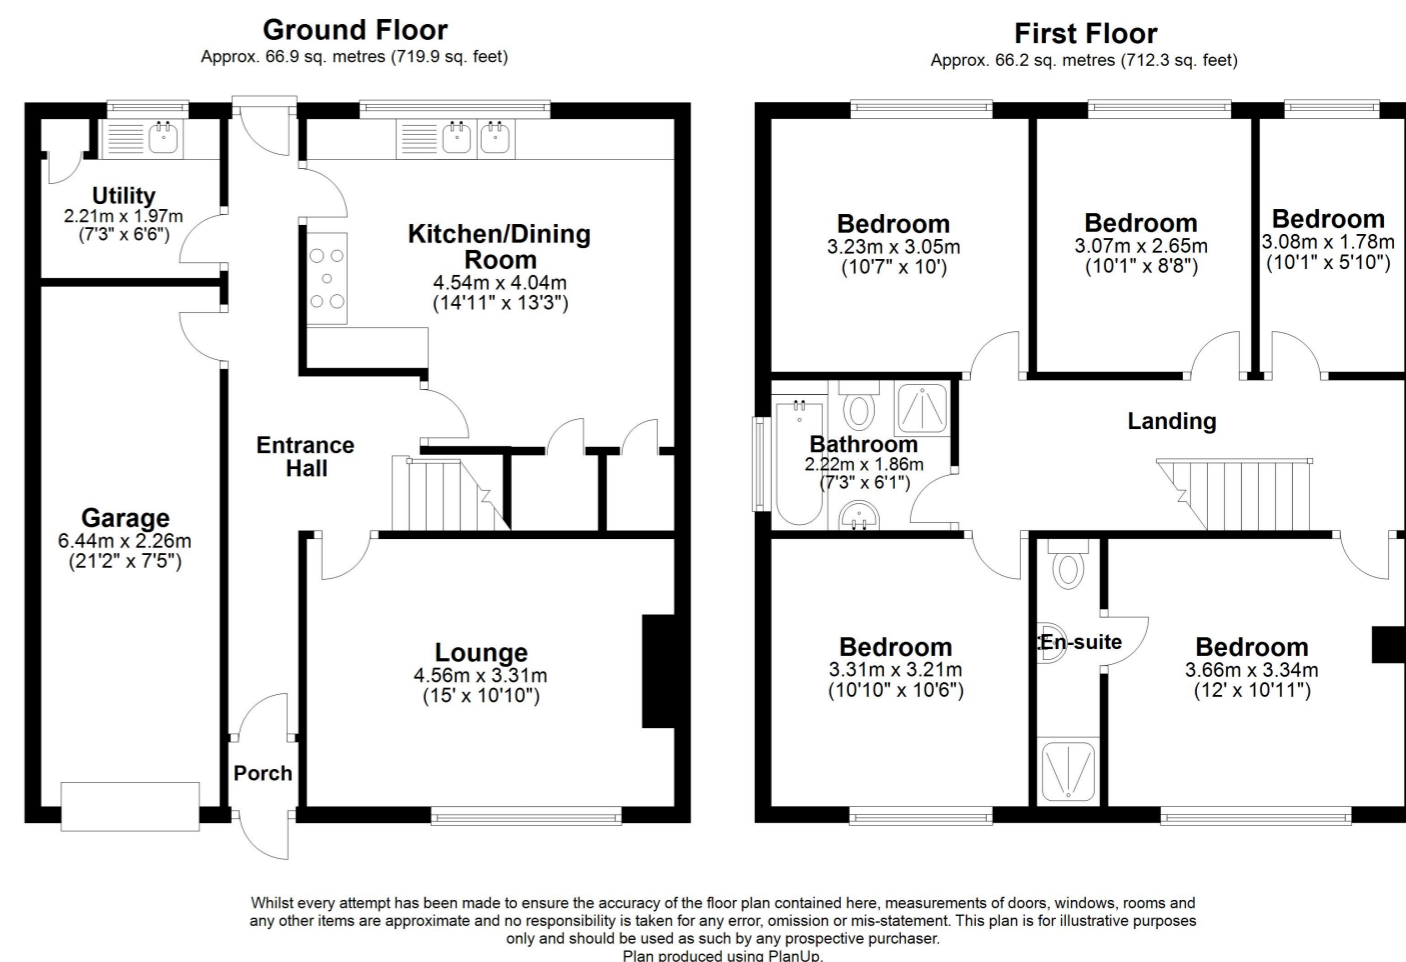 Ground Floor
Approx. 66.9 sq. metres (719.9 sq. feet)
Utility
2.21m x 1.97m
(7'3" x 6'6")
Kitchen/Dining
Room
4.54m x 4.04m
(14'11" x 13'3")
Entrance
Hall
Garage
6.44m x 2.26m
(21'2" x 7'5")
Lounge
4.56m x 3.31m
(15' x 10'10")
Porch
First Floor
Approx. 66.2 sq. metres (712.3 sq. feet)
Bedroom
3.23m x 3.05m
(10'7" x 10')
Bedroom
3.07m x 2.65m
(10'1" x 8'8")
Bedroom
3.08m x 1.78m
(10'1" x 5'10")
Landing
Bathroom
2.22m x 1.86m
(7'3" x 6'1")
Bedroom
3.31m x 3.21m
(10'10" x 10'6")
En-suite
Bedroom
3.66m x 3.34m
(12' x 10'11")
Whilst every attempt has been made to ensure the accuracy of the floor plan contained here, measurements of doors, windows, rooms and
any other items are approximate and no responsibility is taken for any error, omission or mis-statement. This plan is for illustrative purposes
only and should be used as such by any prospective purchaser.
Plan produced using PlanUp.